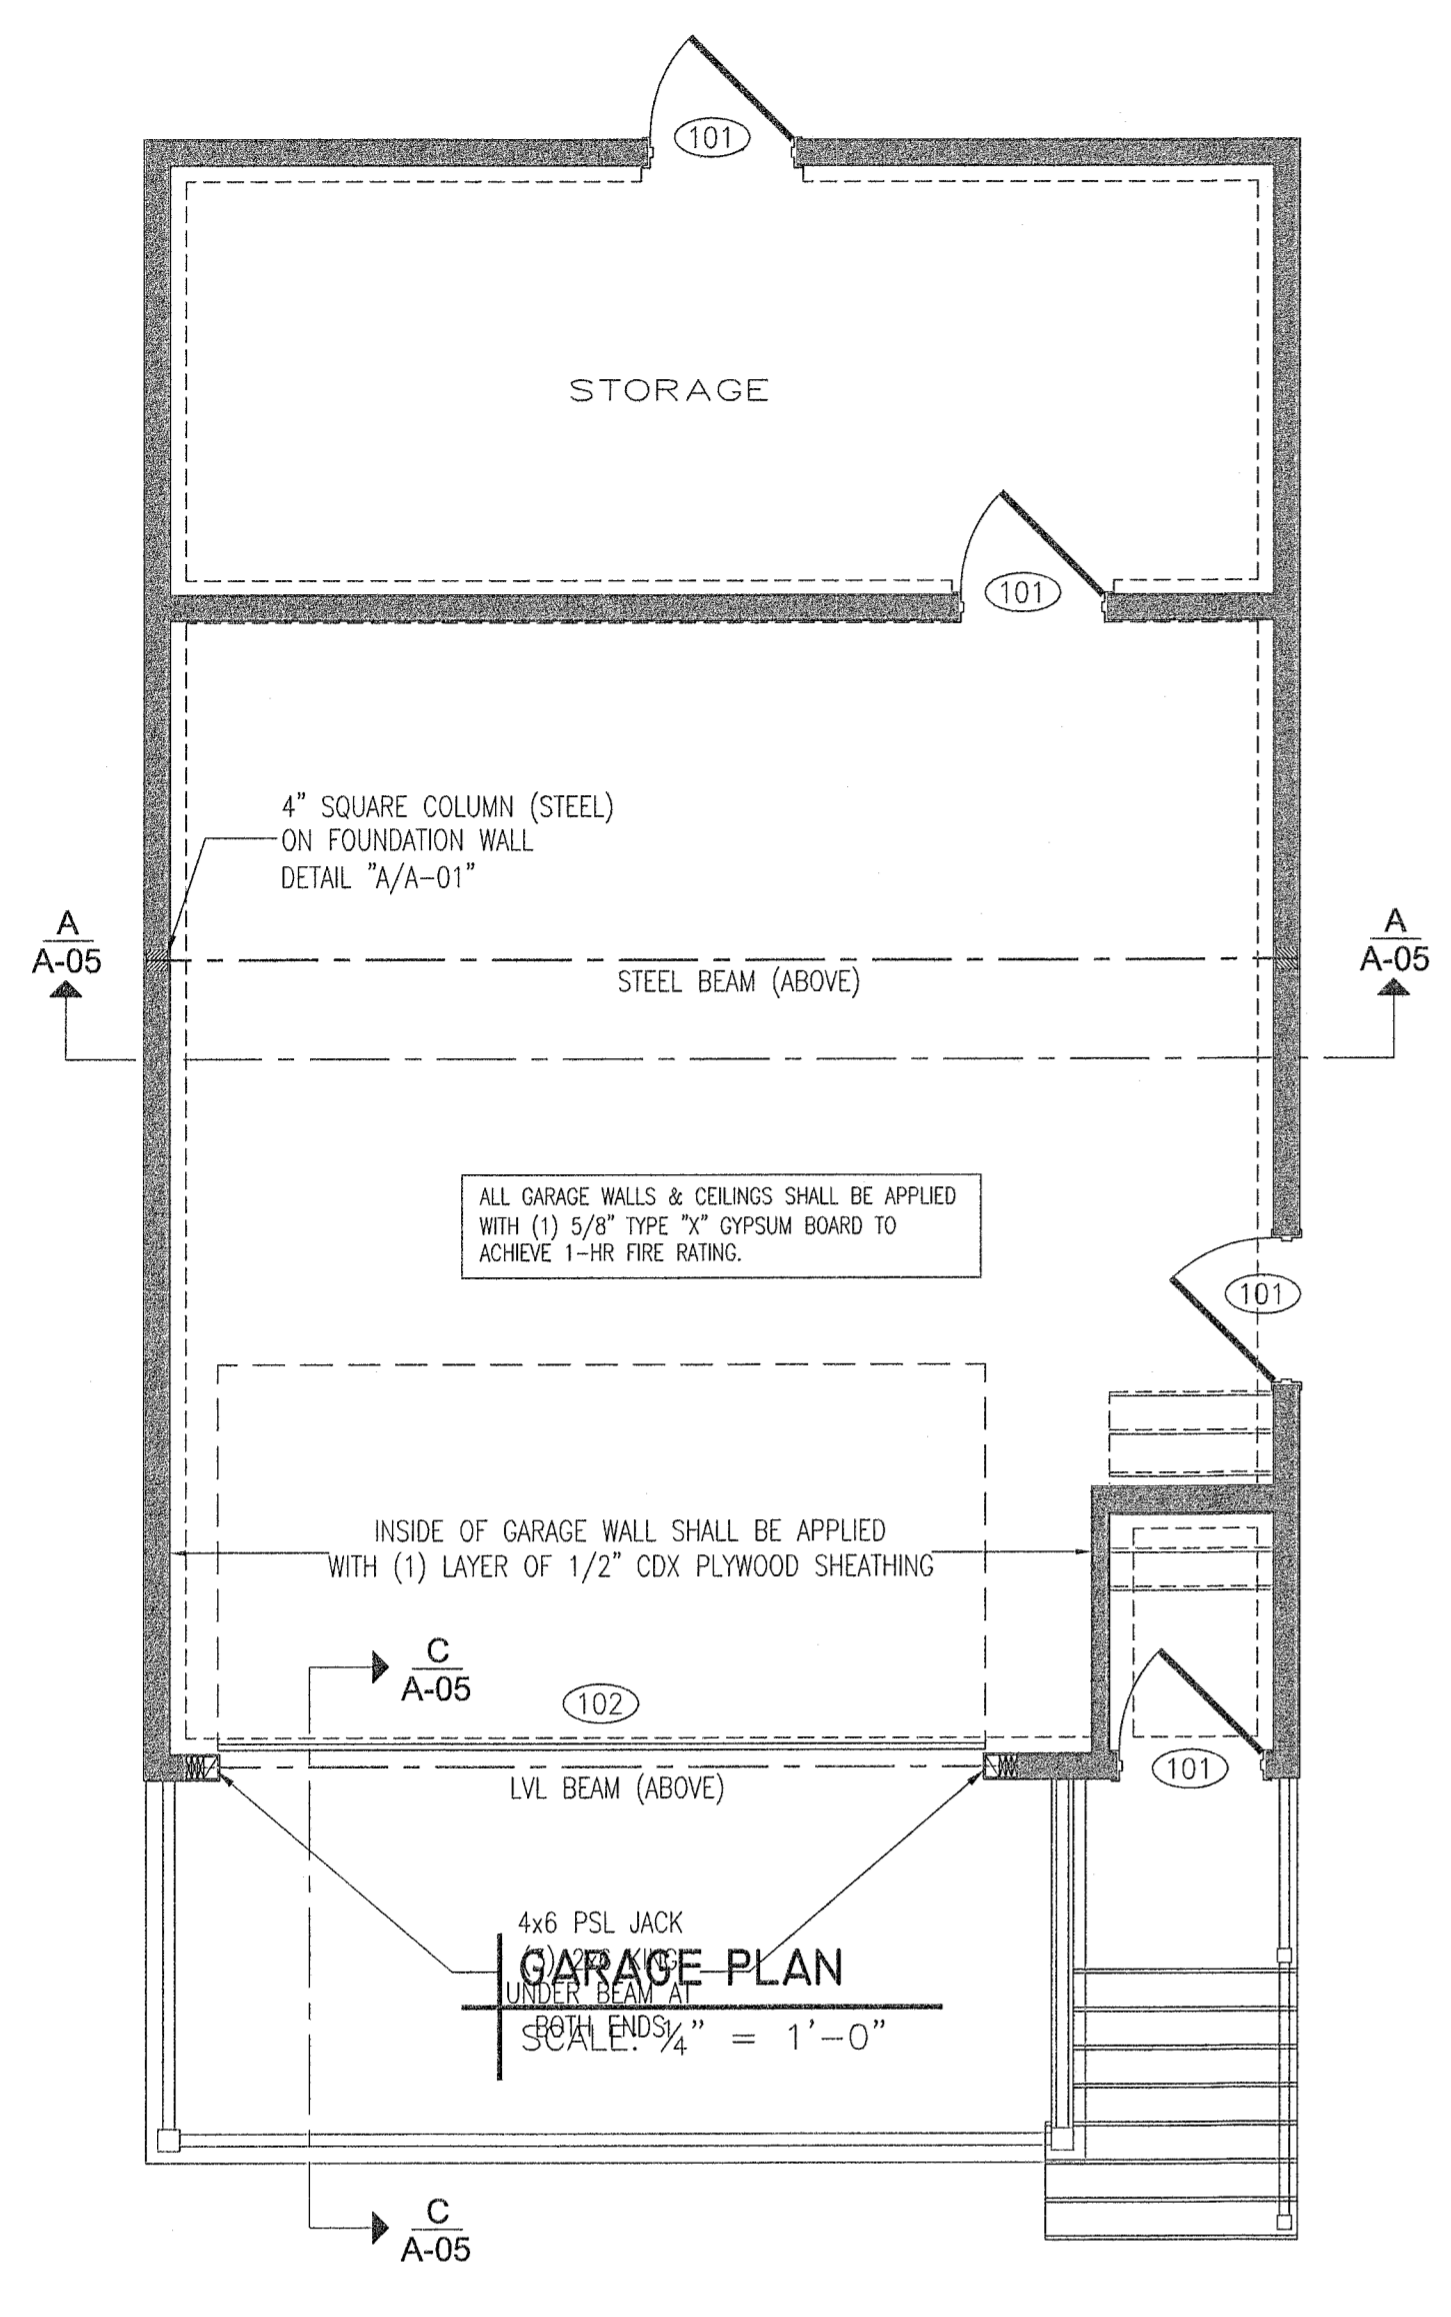 101
STORAGE
101
4" SQUARE COLUMN (STEEL)
ON FOUNDATION WALL
DETAIL "A/A-01"
A
A-05
A
A-05
STEEL BEAM (ABOVE)
ALL GARAGE WALLS & CEILINGS SHALL BE APPLIED
WITH (1) 5/8" TYPE "X" GYPSUM BOARD TO
ACHIEVE 1-HR FIRE RATING.
101
INSIDE OF GARAGE WALL SHALL BE APPLIED
WITH (1) LAYER OF 1/2" CDX PLYWOOD SHEATHING
C
A-05
102
101
LVL BEAM (ABOVE)
4x6 PSL JACK
KING
UNDER BEAM AT
BOTH ENDS
GARAGE PLAN
SCALE: 1/4" = 1'-0"
C
A-05